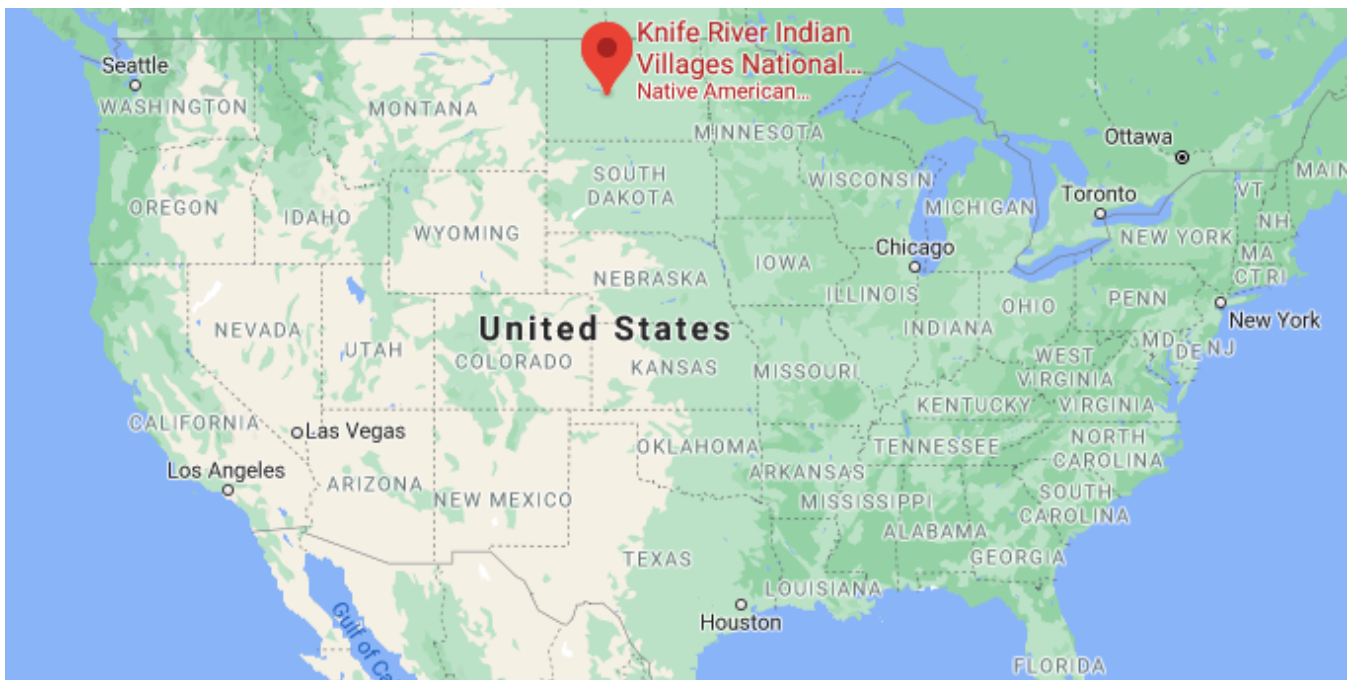 Knife River Indian
Villages National...
Native American...
Seattle
WASHINGTON
MONTANA
MINNESOTA
Ottawa
MAIN
SOUTH
DAKOTA
WISCONSIN
VT
OREGON
IDAHO
MICHIGAN
Toronto
NH
WYOMING
NEW YORK
Chicago
MA
IOWA
NEBRASKA
CT RI
ILLINOIS
OHIO
PENN
NEVADA
United States
INDIANA
New York
UTAH
COLORADO
KANSAS
MISSOURI
WEST
VIRGINIA
MD
DE
NJ
KENTUCKY
VIRGINIA
CALIFORNIA
Las Vegas
OKLAHOMA
TENNESSEE
NORTH
CAROLINA
Los Angeles
ARIZONA
NEW MEXICO
ARKANSAS
MISSISSIPPI
SOUTH
CAROLINA
ALABAMA
TEXAS
GEORGIA
LOUISIANA
Houston
Gulf of Ca
FLORIDA